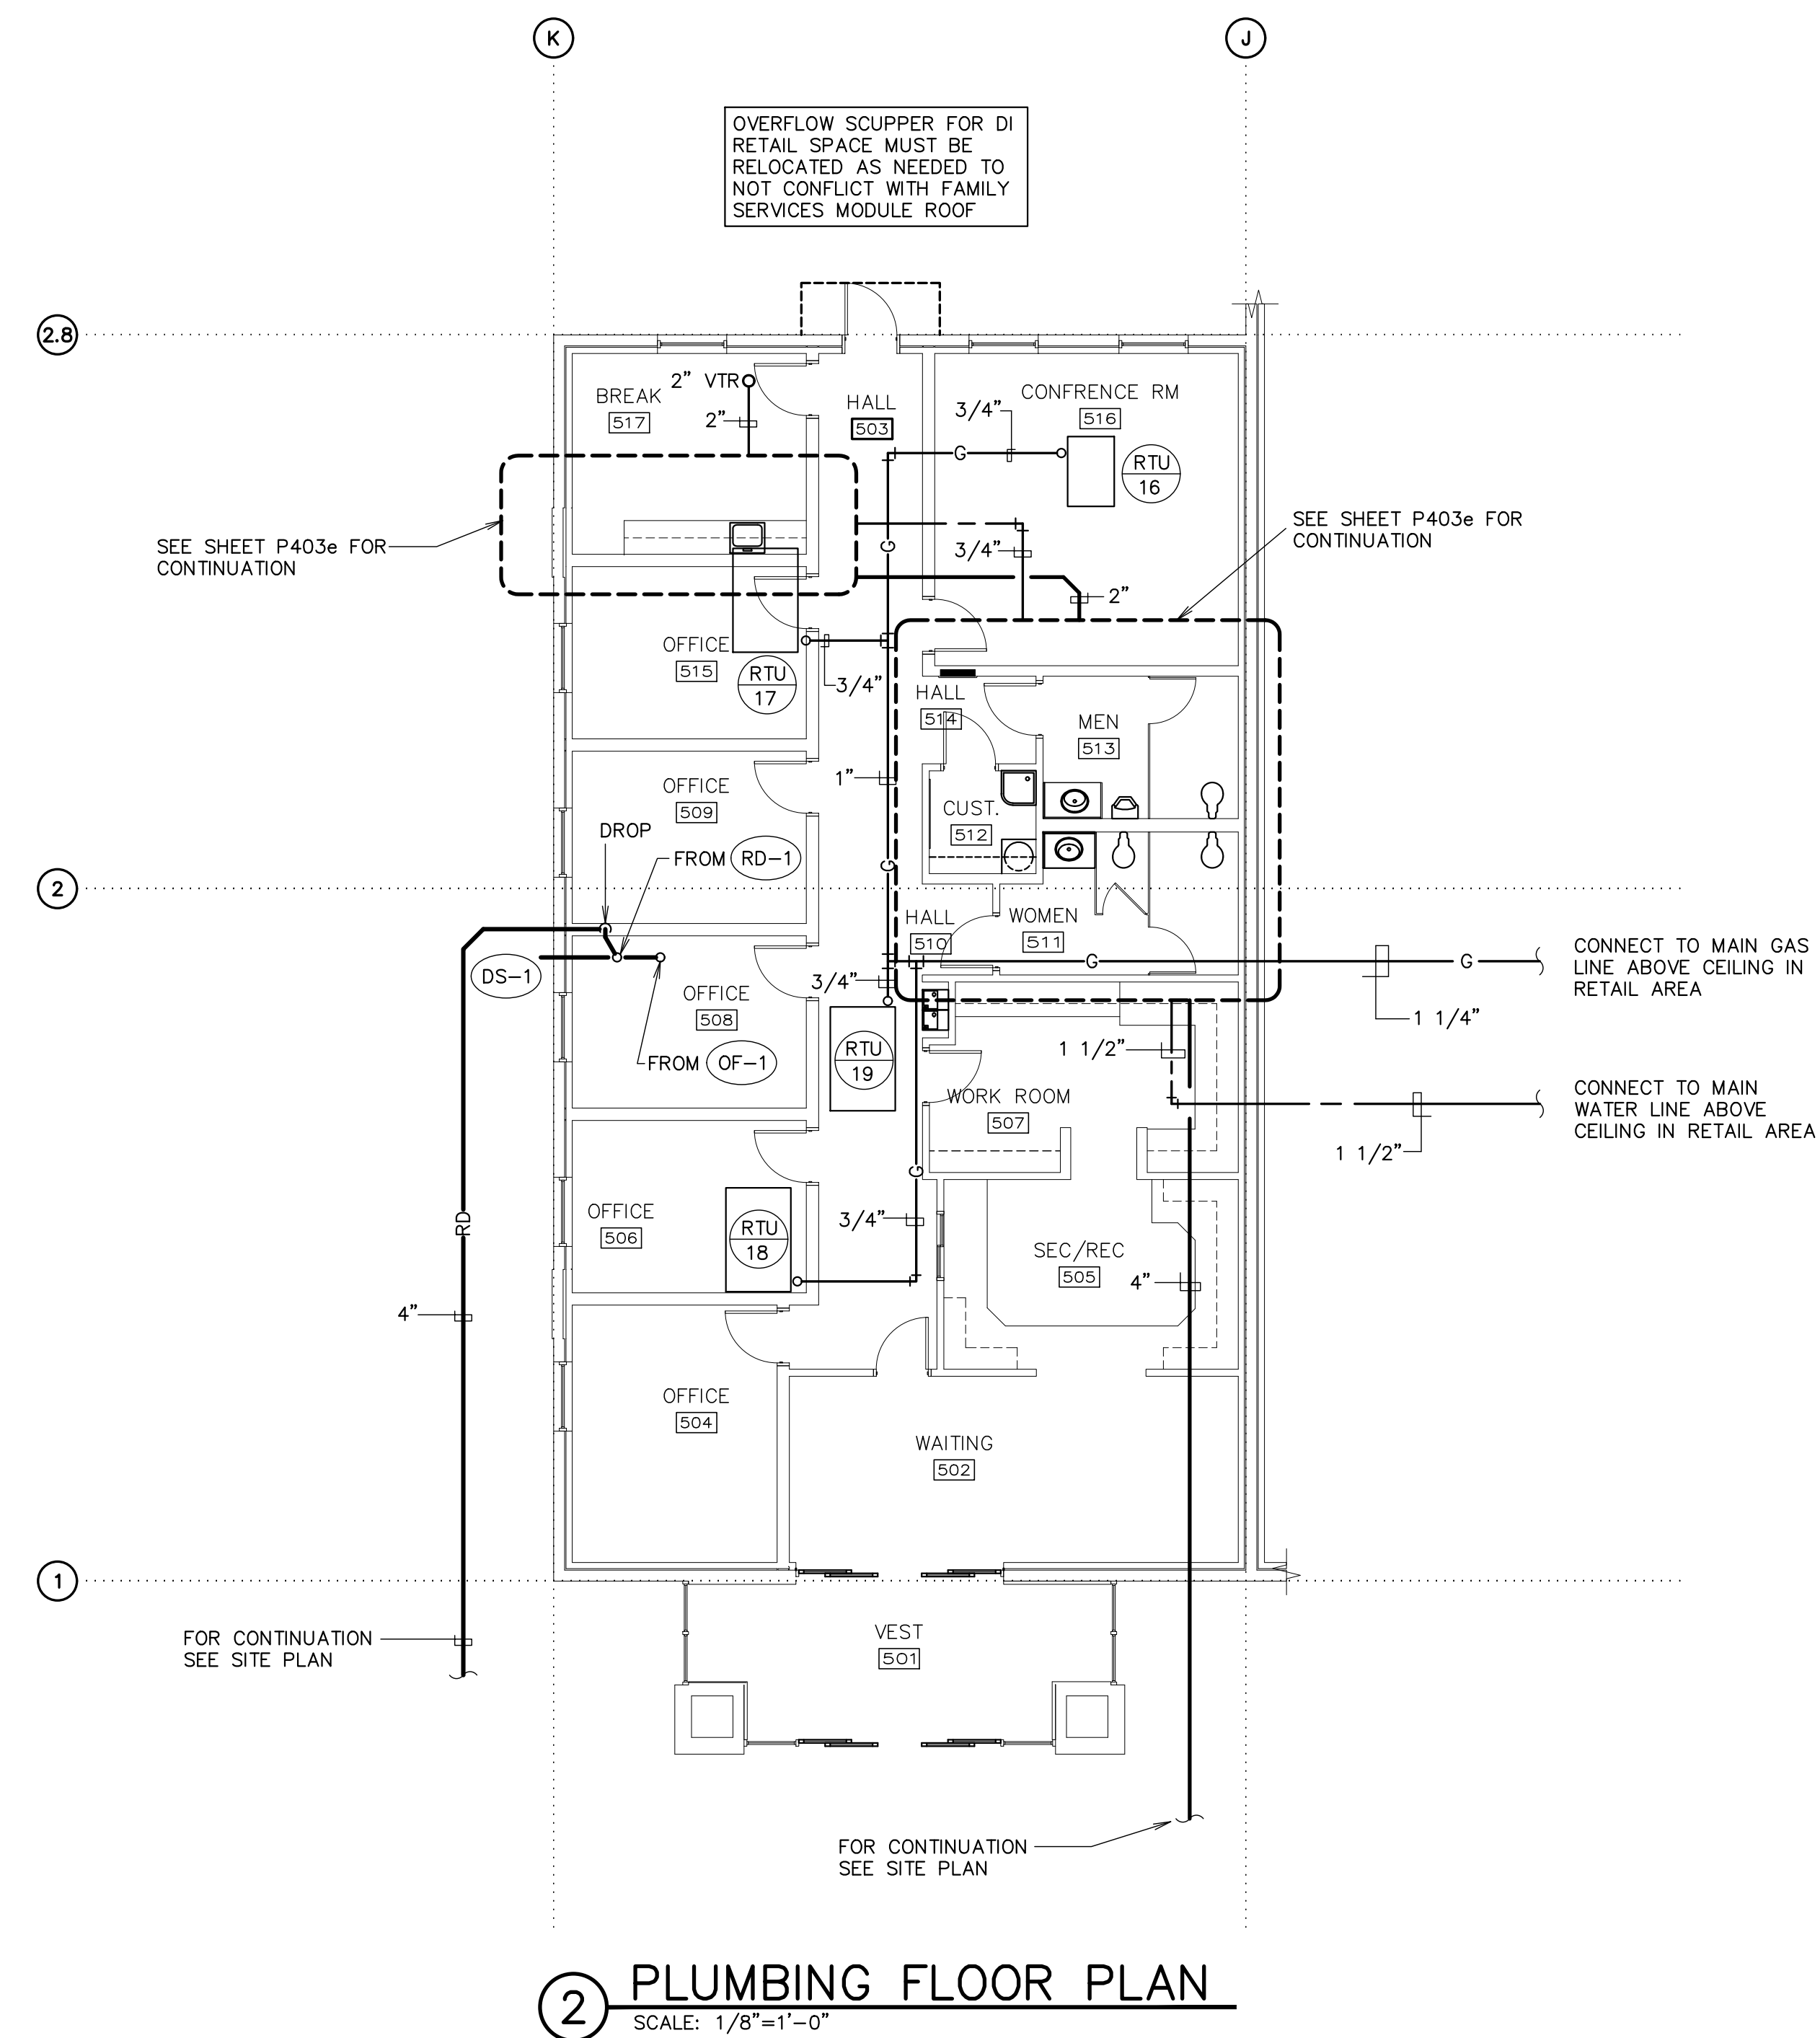 K
J
OVERFLOW SCUPPER FOR DI
RETAIL SPACE MUST BE
RELOCATED AS NEEDED TO
NOT CONFLICT WITH FAMILY
SERVICES MODULE ROOF
2.8
BREAK
517
2" VTR
2"
HALL
503
3/4"
CONFRENCE RM
516
G
RTU
16
SEE SHEET P403e FOR
CONTINUATION
SEE SHEET P403e FOR
CONTINUATION
G
3/4"
2"
OFFICE
515
RTU
17
3/4"
HALL
514
MEN
513
1"
OFFICE
509
CUST.
512
DROP
FROM RD-1
G
2
HALL
510
WOMEN
511
G
G
CONNECT TO MAIN GAS
LINE ABOVE CEILING IN
RETAIL AREA
DS-1
3/4"
OFFICE
508
1 1/4"
FROM OF-1
RTU
19
1 1/2"
WORK ROOM
507
CONNECT TO MAIN
WATER LINE ABOVE
CEILING IN RETAIL AREA
1 1/2"
G
RD
OFFICE
506
RTU
18
3/4"
SEC/REC
505
4"
4"
OFFICE
504
WAITING
502
1
FOR CONTINUATION
SEE SITE PLAN
VEST
501
FOR CONTINUATION
SEE SITE PLAN
2 PLUMBING FLOOR PLAN
SCALE: 1/8"=1'-0"